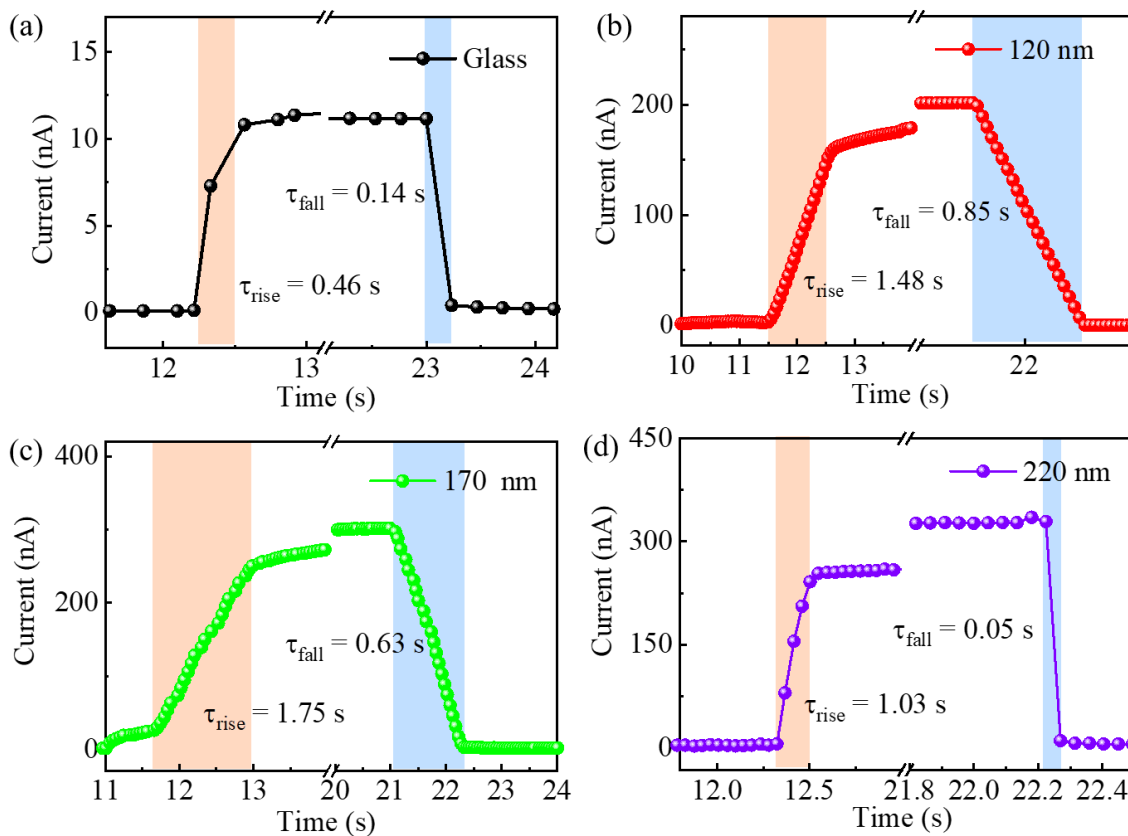 (a)
Glass
15
10
5
0
Current (nA)
τfall = 0.14 s
τrise = 0.46 s
12 13 23 24
Time (s)
(b)
120 nm
200
100
0
Current (nA)
τfall = 0.85 s
τrise = 1.48 s
10 11 12 13 22
Time (s)
(c)
170 nm
400
200
0
Current (nA)
τfall = 0.63 s
τrise = 1.75 s
11 12 13 20 21 22 23 24
Time (s)
(d)
220 nm
450
300
150
0
Current (nA)
τfall = 0.05 s
τrise = 1.03 s
12.0 12.5 21.8 22.0 22.2 22.4
Time (s)